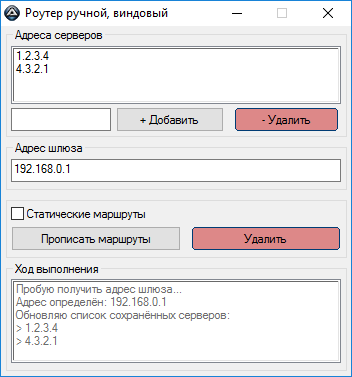 Роутер ручной, виндовый
Адреса серверов
1.2.3.4
4.3.2.1
+ Добавить
- Удалить
Адрес шлюза
192.168.0.1
Статические маршруты
Прописать маршруты
Удалить
Ход выполнения
Пробую получить адрес шлюза...
Адрес определён: 192.168.0.1
Обновляю список сохранённых серверов:
> 1.2.3.4
> 4.3.2.1